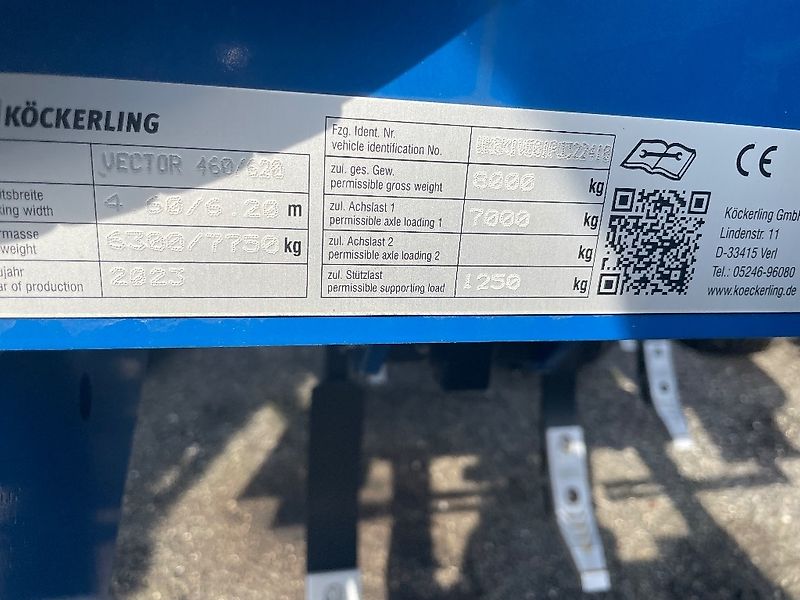 KÖCKERLING
VECTOR 460/620
itsbreite
king width
4.60/6.20 m
ermasse
weight
6300/7750 kg
ujahr
ar of production
2023
Fzg. Ident. Nr.
vehicle identification No.
zul. ges. Gew.
permissible gross weight
8000 kg
zul. Achslast 1
permissible axle loading 1
7000 kg
zul. Achslast 2
permissible axle loading 2
kg
zul. Stützlast
permissible supporting load
1250 kg
CE
Köckerling GmbH
Lindenstr. 11
D-33415 Verl
Tel.: 05246-96080
www.koeckerling.de